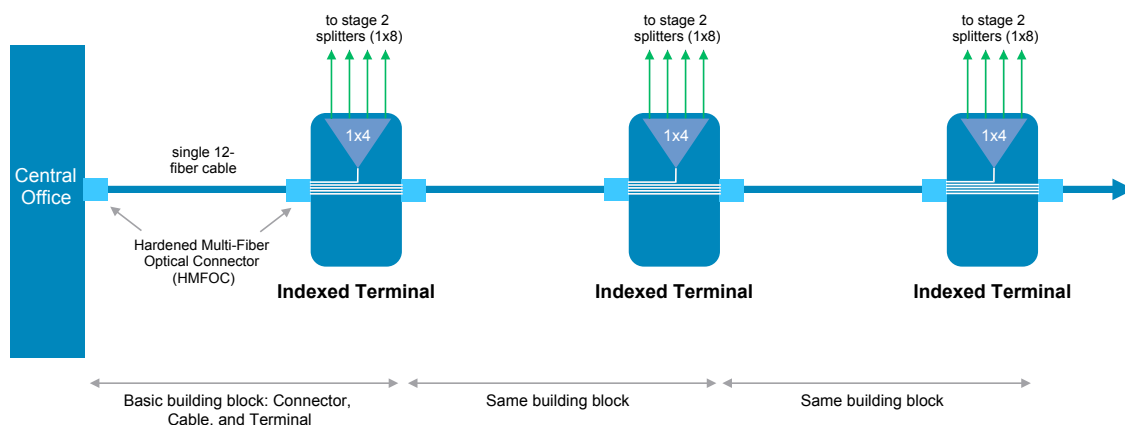 to stage 2
splitters (1x8)
to stage 2
splitters (1x8)
to stage 2
splitters (1x8)
1x4
1x4
1x4
Central
Office
single 12-
fiber cable
Hardened Multi-Fiber
Optical Connector
(HMFOC)
Indexed Terminal
Indexed Terminal
Indexed Terminal
Basic building block: Connector,
Cable, and Terminal
Same building block
Same building block